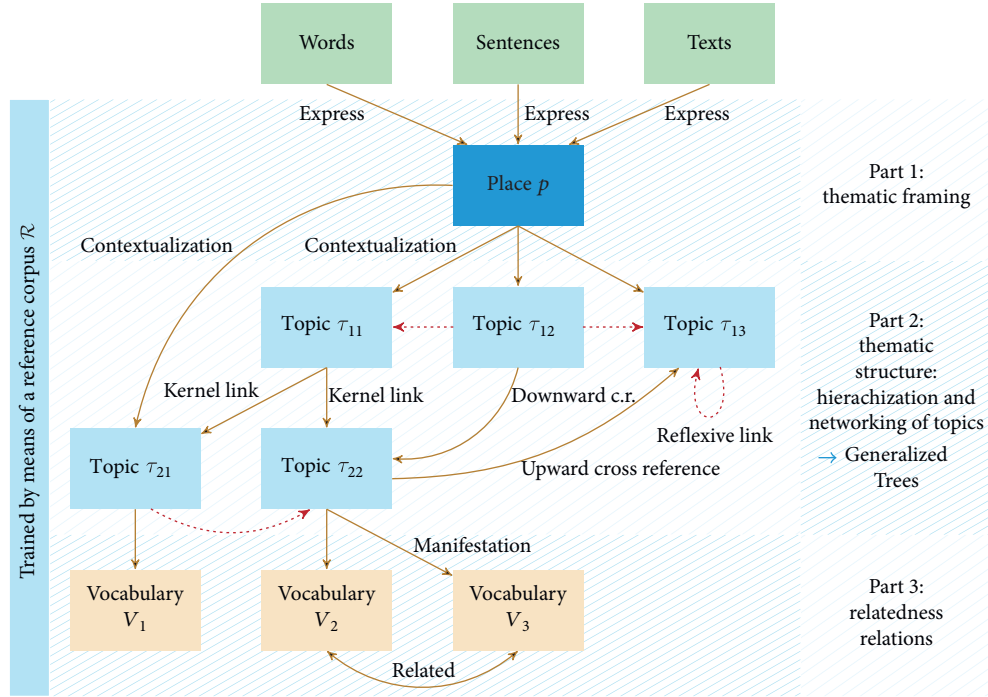 Words
Sentences
Texts
Express
Express
Express
Place p
Part 1:
thematic framing
Contextualization
Contextualization
Trained by means of a reference corpus ℛ
Topic τ₁₁
Topic τ₁₂
Topic τ₁₃
Part 2:
thematic
structure:
hierachization and
networking of topics
→ Generalized
Trees
Kernel link
Kernel link
Downward c.r.
Reflexive link
Topic τ₂₁
Topic τ₂₂
Upward cross reference
Manifestation
Vocabulary
V₁
Vocabulary
V₂
Vocabulary
V₃
Part 3:
relatedness
relations
Related